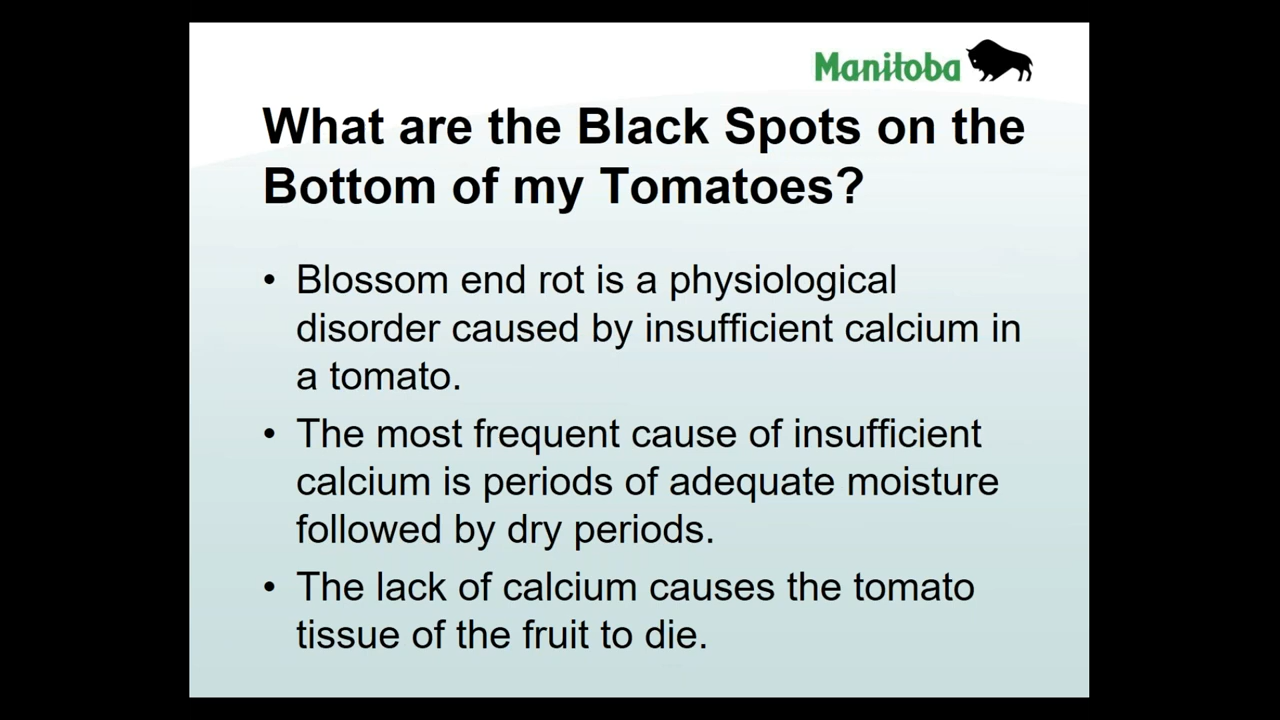 Manitoba
What are the Black Spots on the
Bottom of my Tomatoes?
• Blossom end rot is a physiological
disorder caused by insufficient calcium in
a tomato.
• The most frequent cause of insufficient
calcium is periods of adequate moisture
followed by dry periods.
• The lack of calcium causes the tomato
tissue of the fruit to die.